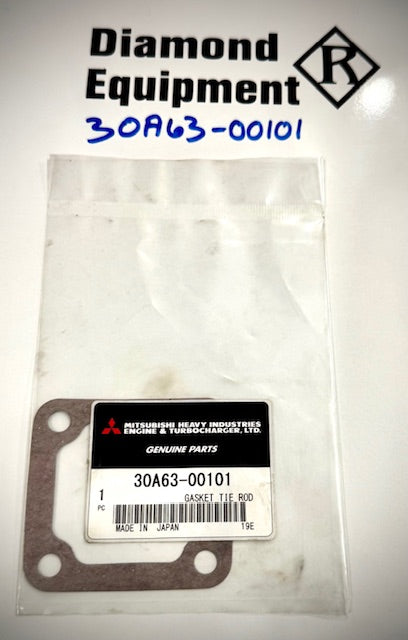 Diamond
Equipment
R
30A63-00101
MITSUBISHI HEAVY INDUSTRIES
ENGINE & TURBOCHARGER, LTD.
GENUINE PARTS
30A63-00101
1 GASKET TIE ROD
PC
MADE IN JAPAN 19E